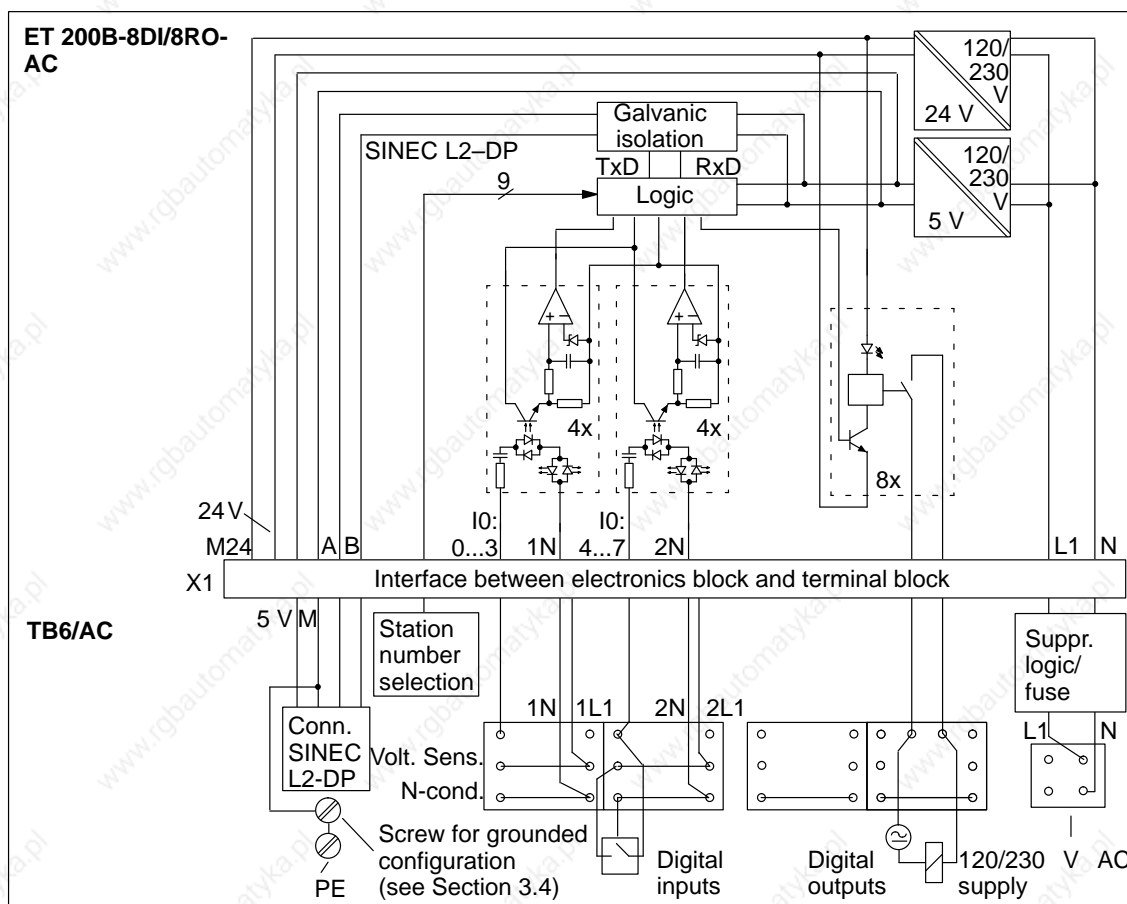 ET 200B-8DI/8RO-
AC
120/
230
V
24 V
Galvanic
isolation
SINEC L2–DP
TxD RxD
9
Logic
120/
230
V
5 V
4x
4x
8x
24 V
M24 A B
I0:
0...3 1N
I0:
4...7 2N
L1 N
X1
Interface between electronics block and terminal block
TB6/AC
5 V M
Station
number
selection
Suppr.
logic/
fuse
1N 1L1 2N 2L1
L1 N
Conn.
SINEC
L2-DP
Volt. Sens.
N-cond.
+ -
+ -
Screw for grounded
configuration
(see Section 3.4)
PE
Digital
inputs
Digital
outputs
120/230 V AC
supply
www.rgbautomatyka.pl